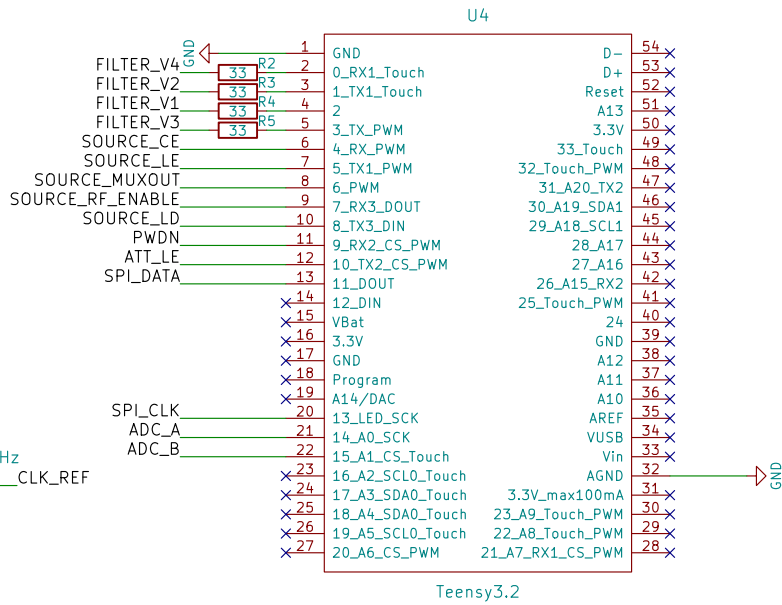 U4
GND 1 GND D- 54
FILTER_V4 33 R2 2 0_RX1_Touch D+ 53
FILTER_V2 33 R3 3 1_TX1_Touch Reset 52
FILTER_V1 33 R4 4 2 A13 51
FILTER_V3 33 R5 5 3_TX_PWM 3.3V 50
SOURCE_CE 6 4_RX_PWM 33_Touch 49
SOURCE_LE 7 5_TX1_PWM 32_Touch_PWM 48
SOURCE_MUXOUT 8 6_PWM 31_A20_TX2 47
SOURCE_RF_ENABLE 9 7_RX3_DOUT 30_A19_SDA1 46
SOURCE_LD 10 8_TX3_DIN 29_A18_SCL1 45
PWDN 11 9_RX2_CS_PWM 28_A17 44
ATT_LE 12 10_TX2_CS_PWM 27_A16 43
SPI_DATA 13 11_DOUT 26_A15_RX2 42
14 12_DIN 25_Touch_PWM 41
15 VBat 24 40
16 3.3V GND 39
17 GND A12 38
18 Program A11 37
19 A14/DAC A10 36
SPI_CLK 20 13_LED_SCK AREF 35
ADC_A 21 14_A0_SCK VUSB 34
ADC_B 22 15_A1_CS_Touch Vin 33
Hz
CLK_REF 23 16_A2_SCL0_Touch AGND 32 GND
24 17_A3_SDA0_Touch 3.3V_max100mA 31
25 18_A4_SDA0_Touch 23_A9_Touch_PWM 30
26 19_A5_SCL0_Touch 22_A8_Touch_PWM 29
27 20_A6_CS_PWM 21_A7_RX1_CS_PWM 28
Teensy3.2